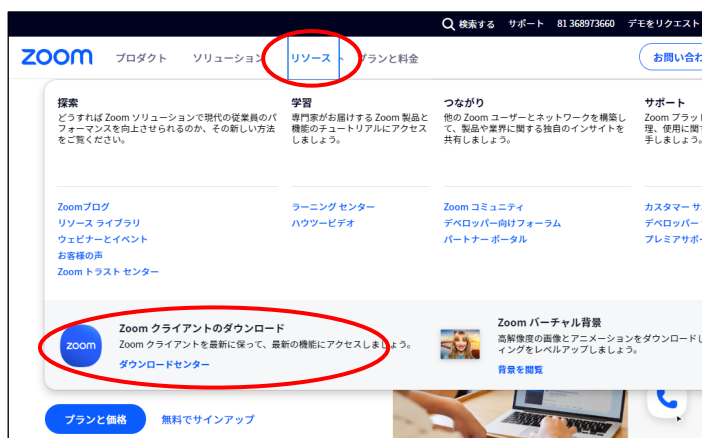 検索する サポート 81 368973660 デモをリクエスト
zoom プロダクト ソリューション リソース プランと料金 お問い合わ
探索
どうすれば Zoom ソリューションで現代の従業員のパ
フォーマンスを向上させられるのか、その新しい方法
をご覧ください。
学習
専門家がお届けする Zoom 製品と
機能のチュートリアルにアクセス
しましょう。
つながり
他の Zoom ユーザーとネットワークを構築し
て、製品や業界に関する独自のインサイトを
共有しましょう。
サポート
Zoom プラッ
理、使用に関す
手しましょう。
Zoomブログ
リソース ライブラリ
ウェビナーとイベント
お客様の声
Zoom トラスト センター
ラーニング センター
ハウツービデオ
Zoom コミュニティ
デベロッパー向けフォーラム
パートナー ポータル
カスタマー サ
デベロッパー
プレミアサポー
zoom
Zoom クライアントのダウンロード
Zoom クライアントを最新に保って、最新の機能にアクセスしましょう。
ダウンロードセンター
Zoom バーチャル背景
高解像度の画像とアニメーションをダウンロードし
ィングをレベルアップしましょう。
背景を閲覧
プランと価格 無料でサインアップ